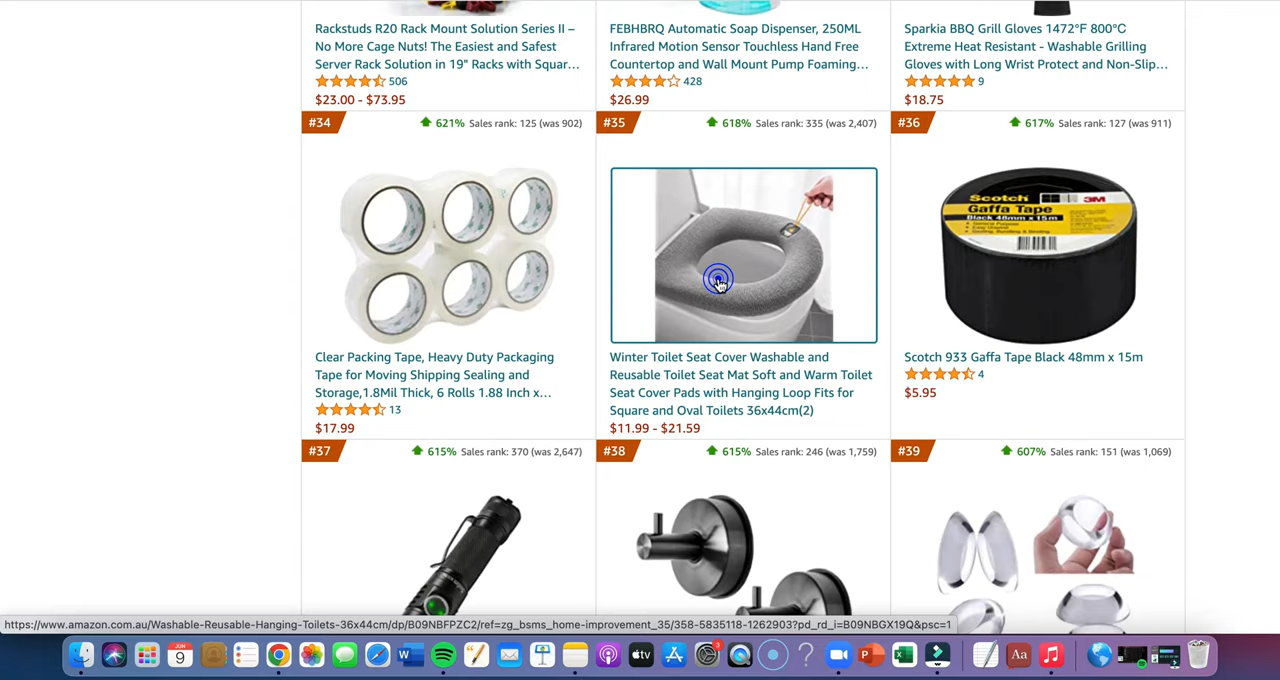 Rackstuds R20 Rack Mount Solution Series II –
No More Cage Nuts! The Easiest and Safest
Server Rack Solution in 19" Racks with Squar...
506
$23.00 - $73.95
FEBHBRQ Automatic Soap Dispenser, 250ML
Infrared Motion Sensor Touchless Hand Free
Countertop and Wall Mount Pump Foaming...
428
$26.99
Sparkia BBQ Grill Gloves 1472°F 800°C
Extreme Heat Resistant - Washable Grilling
Gloves with Long Wrist Protect and Non-Slip...
9
$18.75
#34
621% Sales rank: 125 (was 902)
Clear Packing Tape, Heavy Duty Packaging
Tape for Moving Shipping Sealing and
Storage,1.8Mil Thick, 6 Rolls 1.88 Inch x...
13
$17.99
#35
618% Sales rank: 335 (was 2,407)
Winter Toilet Seat Cover Washable and
Reusable Toilet Seat Mat Soft and Warm Toilet
Seat Cover Pads with Hanging Loop Fits for
Square and Oval Toilets 36x44cm(2)
$11.99 - $21.59
#36
617% Sales rank: 127 (was 911)
Scotch 3M
Gaffa Tape
Black 48mm x 15m
Scotch 933 Gaffa Tape Black 48mm x 15m
4
$5.95
#37
615% Sales rank: 370 (was 2,647)
#38
615% Sales rank: 246 (was 1,759)
#39
607% Sales rank: 151 (was 1,069)
https://www.amazon.com.au/Washable-Reusable-Hanging-Toilets-36x44cm/dp/B09NBFPZC2/ref=zg_bsms_home-improvement_35/358-5835118-1262903?pd_rd_i=B09NBGX19Q&psc=1
JUN
9
W
3
tv
?
P
X
Aa